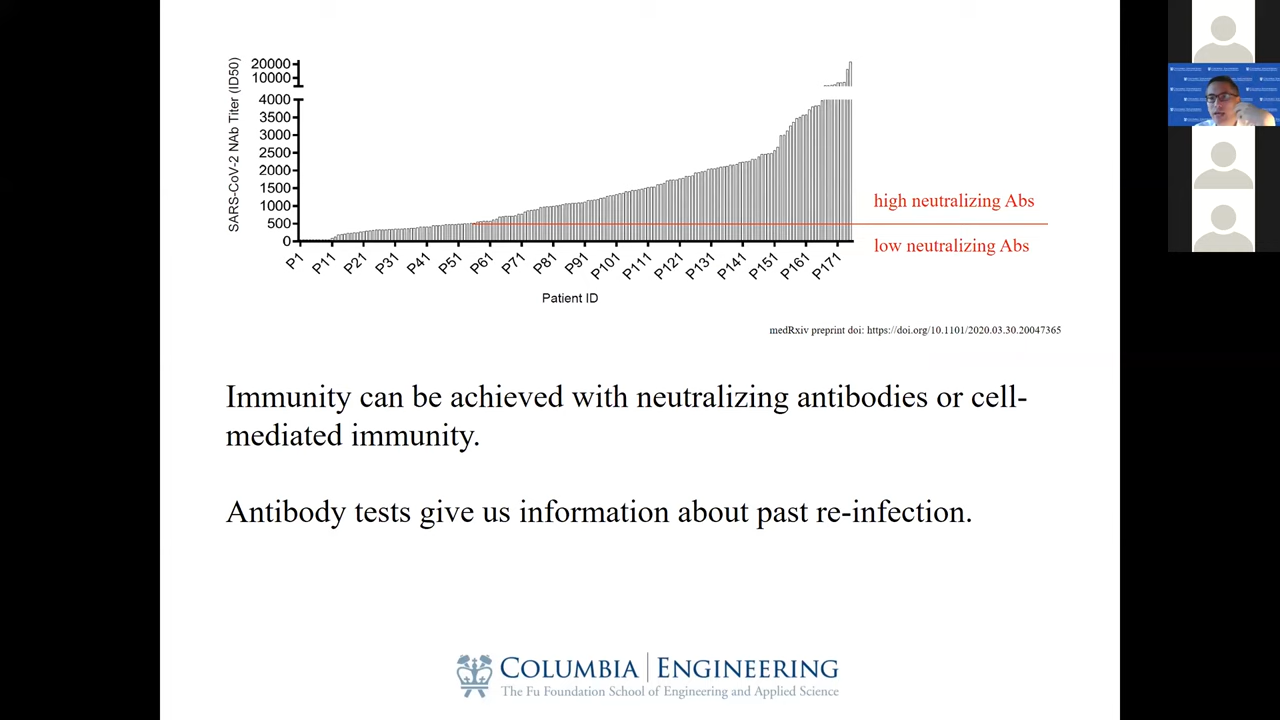 SARS-CoV-2 NAb Titer (ID50)
20000
10000
4000
3500
3000
2500
2000
1500
1000
500
0
P1
P11
P21
P31
P41
P51
P61
P71
P81
P91
P101
P111
P121
P131
P141
P151
P161
P171
Patient ID
high neutralizing Abs
low neutralizing Abs
medRxiv preprint doi: https://doi.org/10.1101/2020.03.30.20047365
Immunity can be achieved with neutralizing antibodies or cell-
mediated immunity.
Antibody tests give us information about past re-infection.
COLUMBIA | ENGINEERING
The Fu Foundation School of Engineering and Applied Science